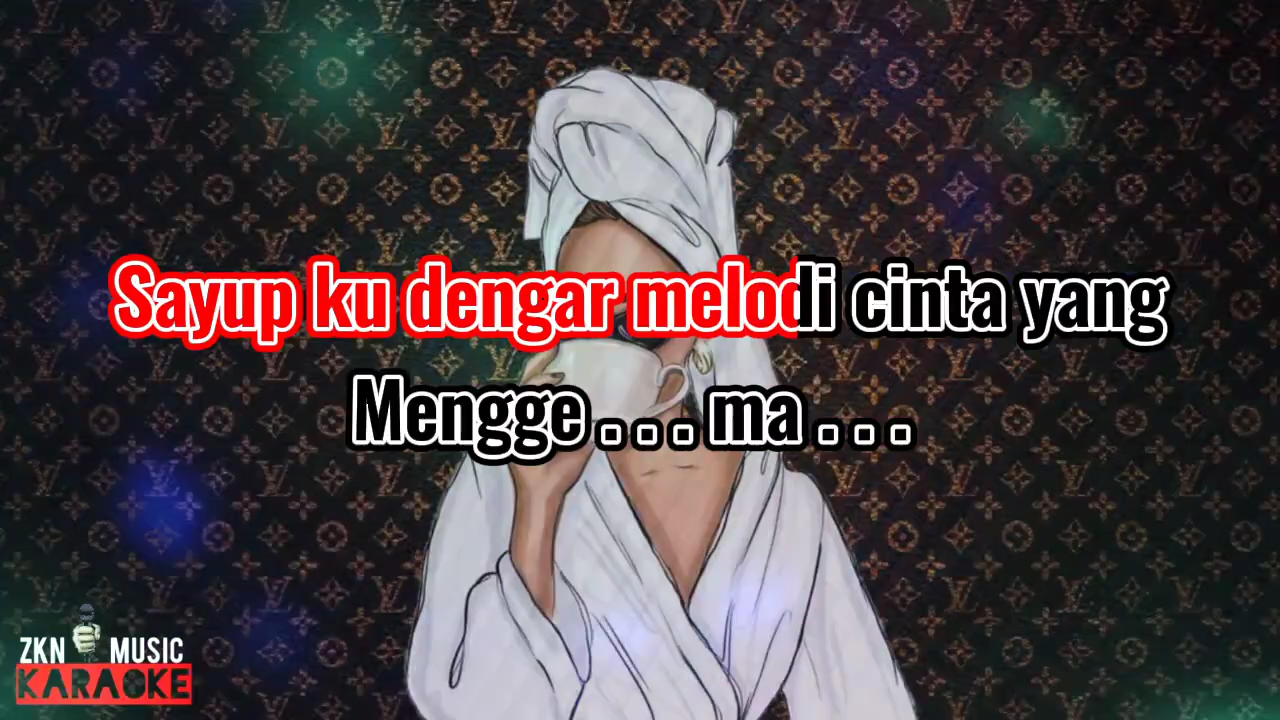 Sayup ku dengar melodi cinta yang
Mengge . . . ma . . .
ZKN MUSIC
KARAOKE